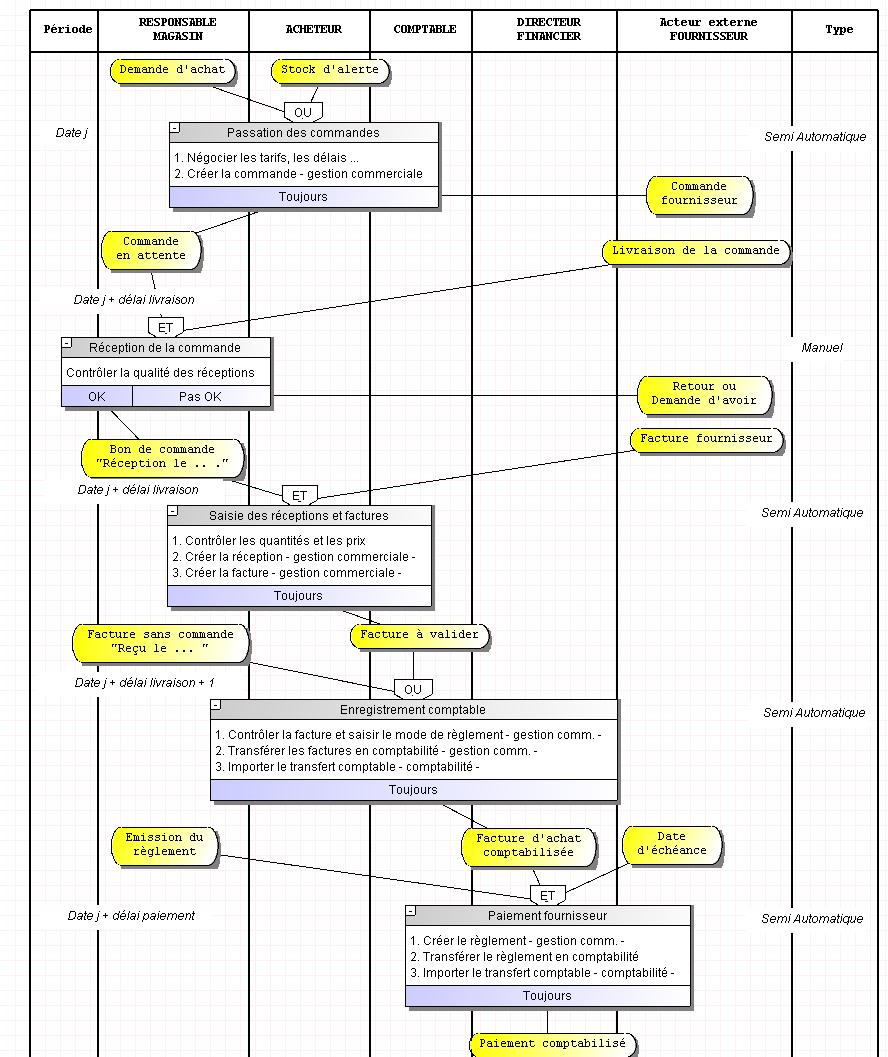 Période
RESPONSABLE
MAGASIN
ACHETEUR
COMPTABLE
DIRECTEUR
FINANCIER
Acteur externe
FOURNISSEUR
Type
Demande d'achat
Stock d'alerte
OU
Date j
Passation des commandes
Semi Automatique
1. Négocier les tarifs, les délais ...
2. Créer la commande - gestion commerciale
Toujours
Commande
fournisseur
Commande
en attente
Livraison de la commande
Date j + délai livraison
ET
Réception de la commande
Manuel
Contrôler la qualité des réceptions
OK
Pas OK
Retour ou
Demande d'avoir
Bon de commande
"Réception le .. ."
Facture fournisseur
Date j + délai livraison
ET
Saisie des réceptions et factures
Semi Automatique
1. Contrôler les quantités et les prix
2. Créer la réception - gestion commerciale -
3. Créer la facture - gestion commerciale -
Toujours
Facture sans commande
"Reçu le ... "
Facture à valider
Date j + délai livraison + 1
OU
Enregistrement comptable
Semi Automatique
1. Contrôler la facture et saisir le mode de règlement - gestion comm. -
2. Transférer les factures en comptabilité - gestion comm. -
3. Importer le transfert comptable - comptabilité -
Toujours
Emission du
règlement
Facture d'achat
comptabilisée
Date
d'échéance
ET
Date j + délai paiement
Paiement fournisseur
Semi Automatique
1. Créer le règlement - gestion comm. -
2. Transférer le règlement en comptabilité
3. Importer le transfert comptable - comptabilité -
Toujours
Paiement comptabilisé